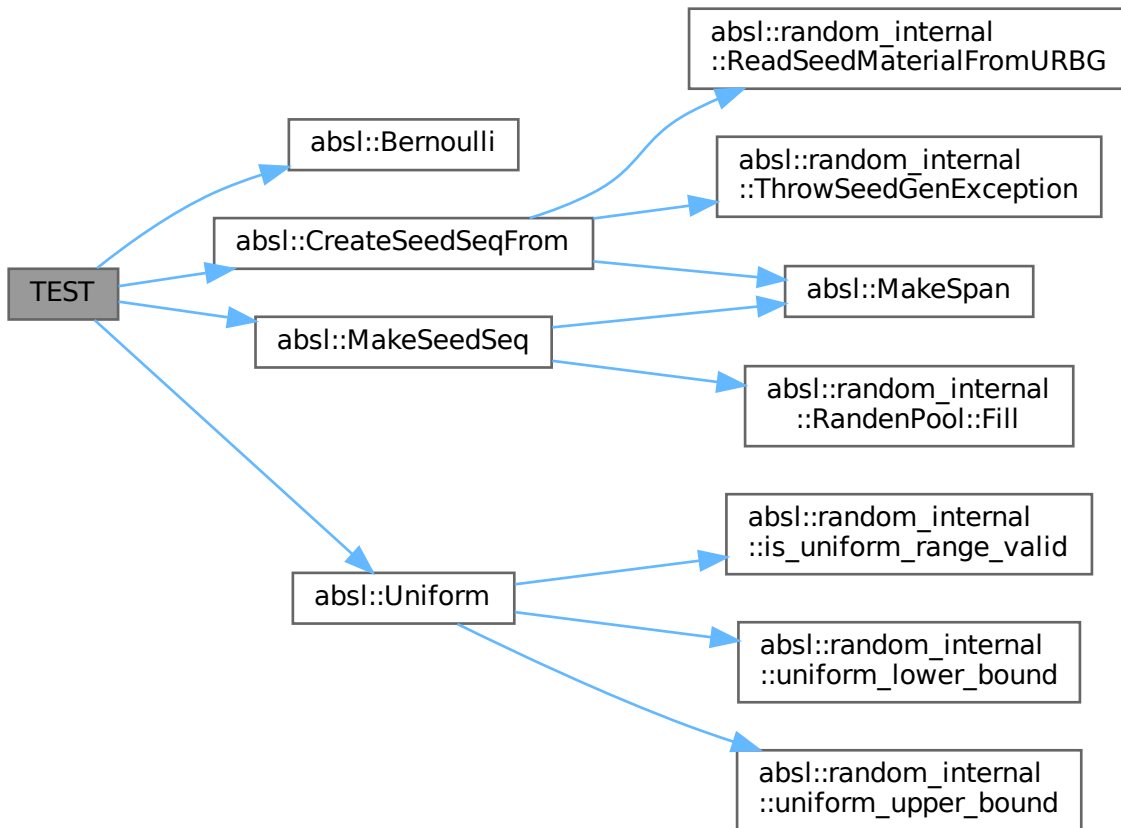 TEST
absl::Bernoulli
absl::CreateSeedSeqFrom
absl::MakeSeedSeq
absl::Uniform
absl::random_internal
::ReadSeedMaterialFromURBG
absl::random_internal
::ThrowSeedGenException
absl::MakeSpan
absl::random_internal
::RandenPool::Fill
absl::random_internal
::is_uniform_range_valid
absl::random_internal
::uniform_lower_bound
absl::random_internal
::uniform_upper_bound